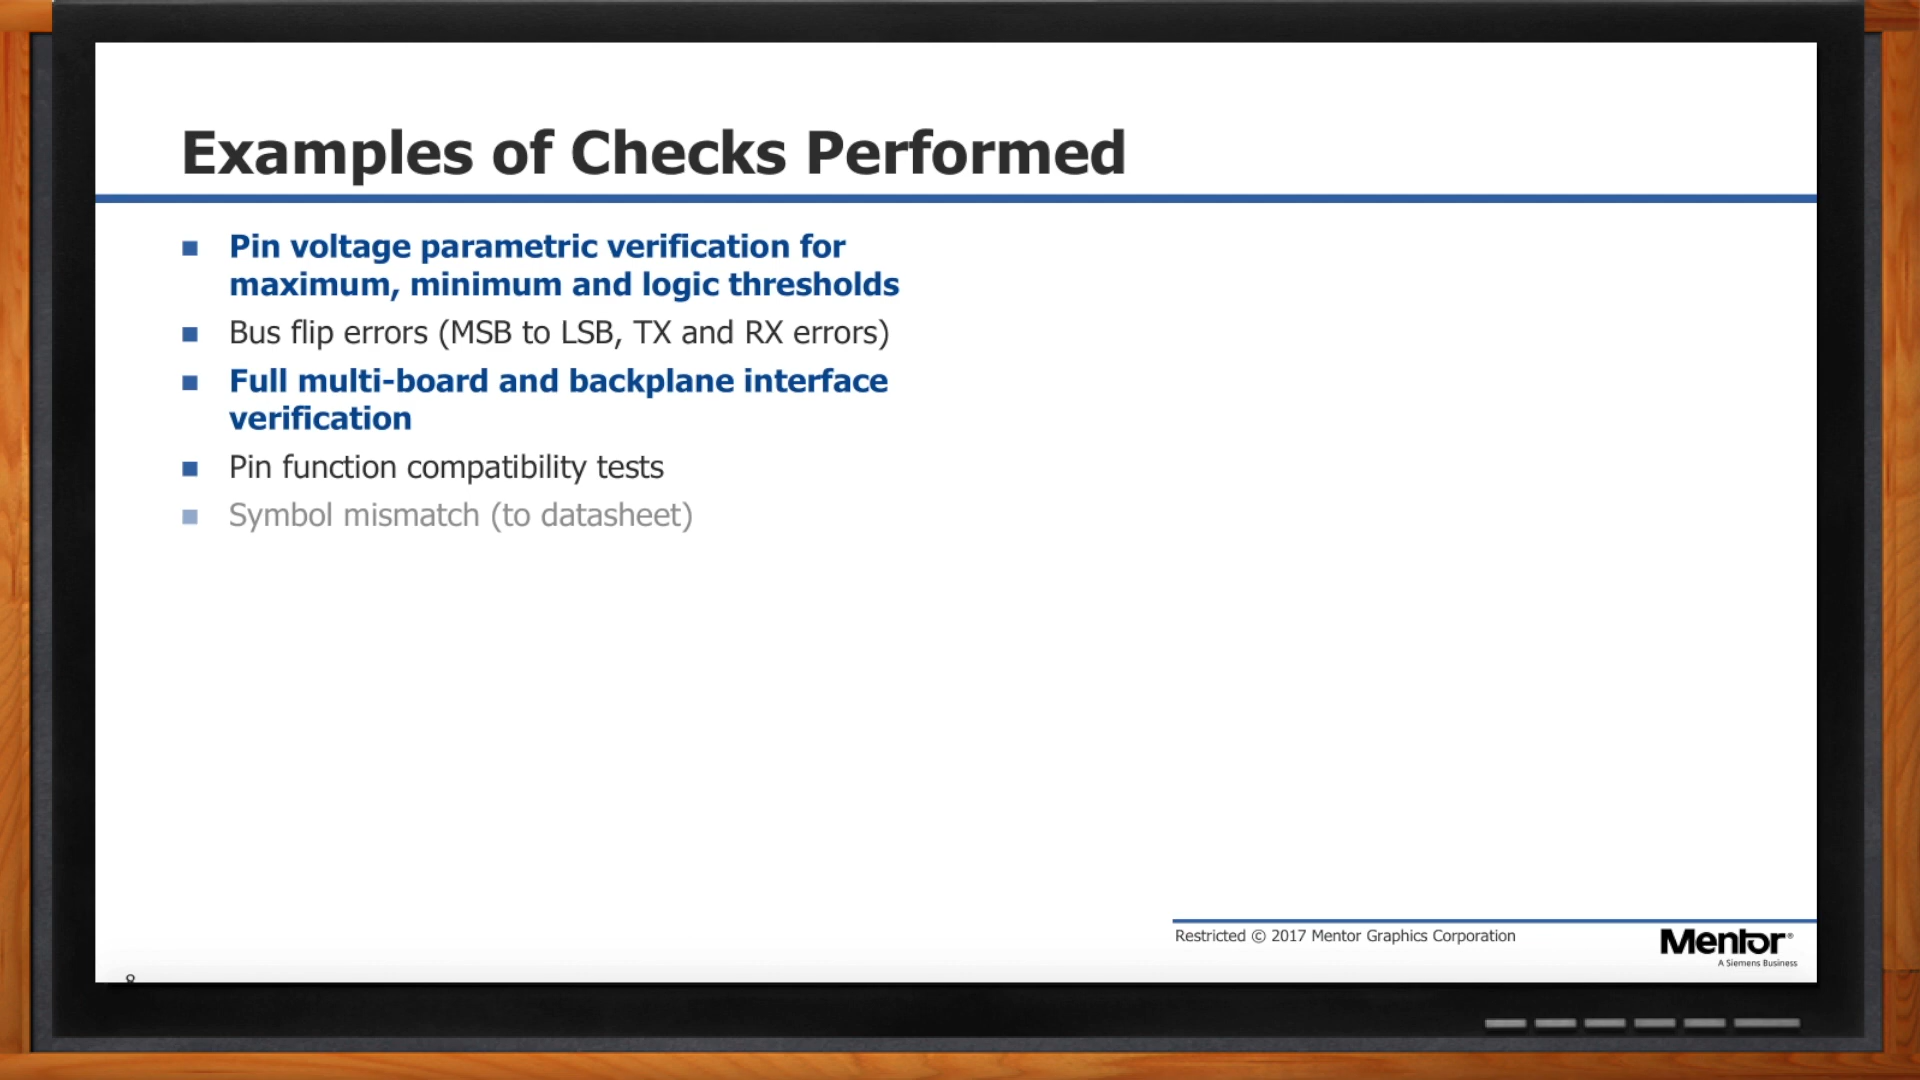 Examples of Checks Performed
Pin voltage parametric verification for
maximum, minimum and logic thresholds
Bus flip errors (MSB to LSB, TX and RX errors)
Full multi-board and backplane interface
verification
Pin function compatibility tests
Symbol mismatch (to datasheet)
Restricted © 2017 Mentor Graphics Corporation
Mentor®
A Siemens Business
8